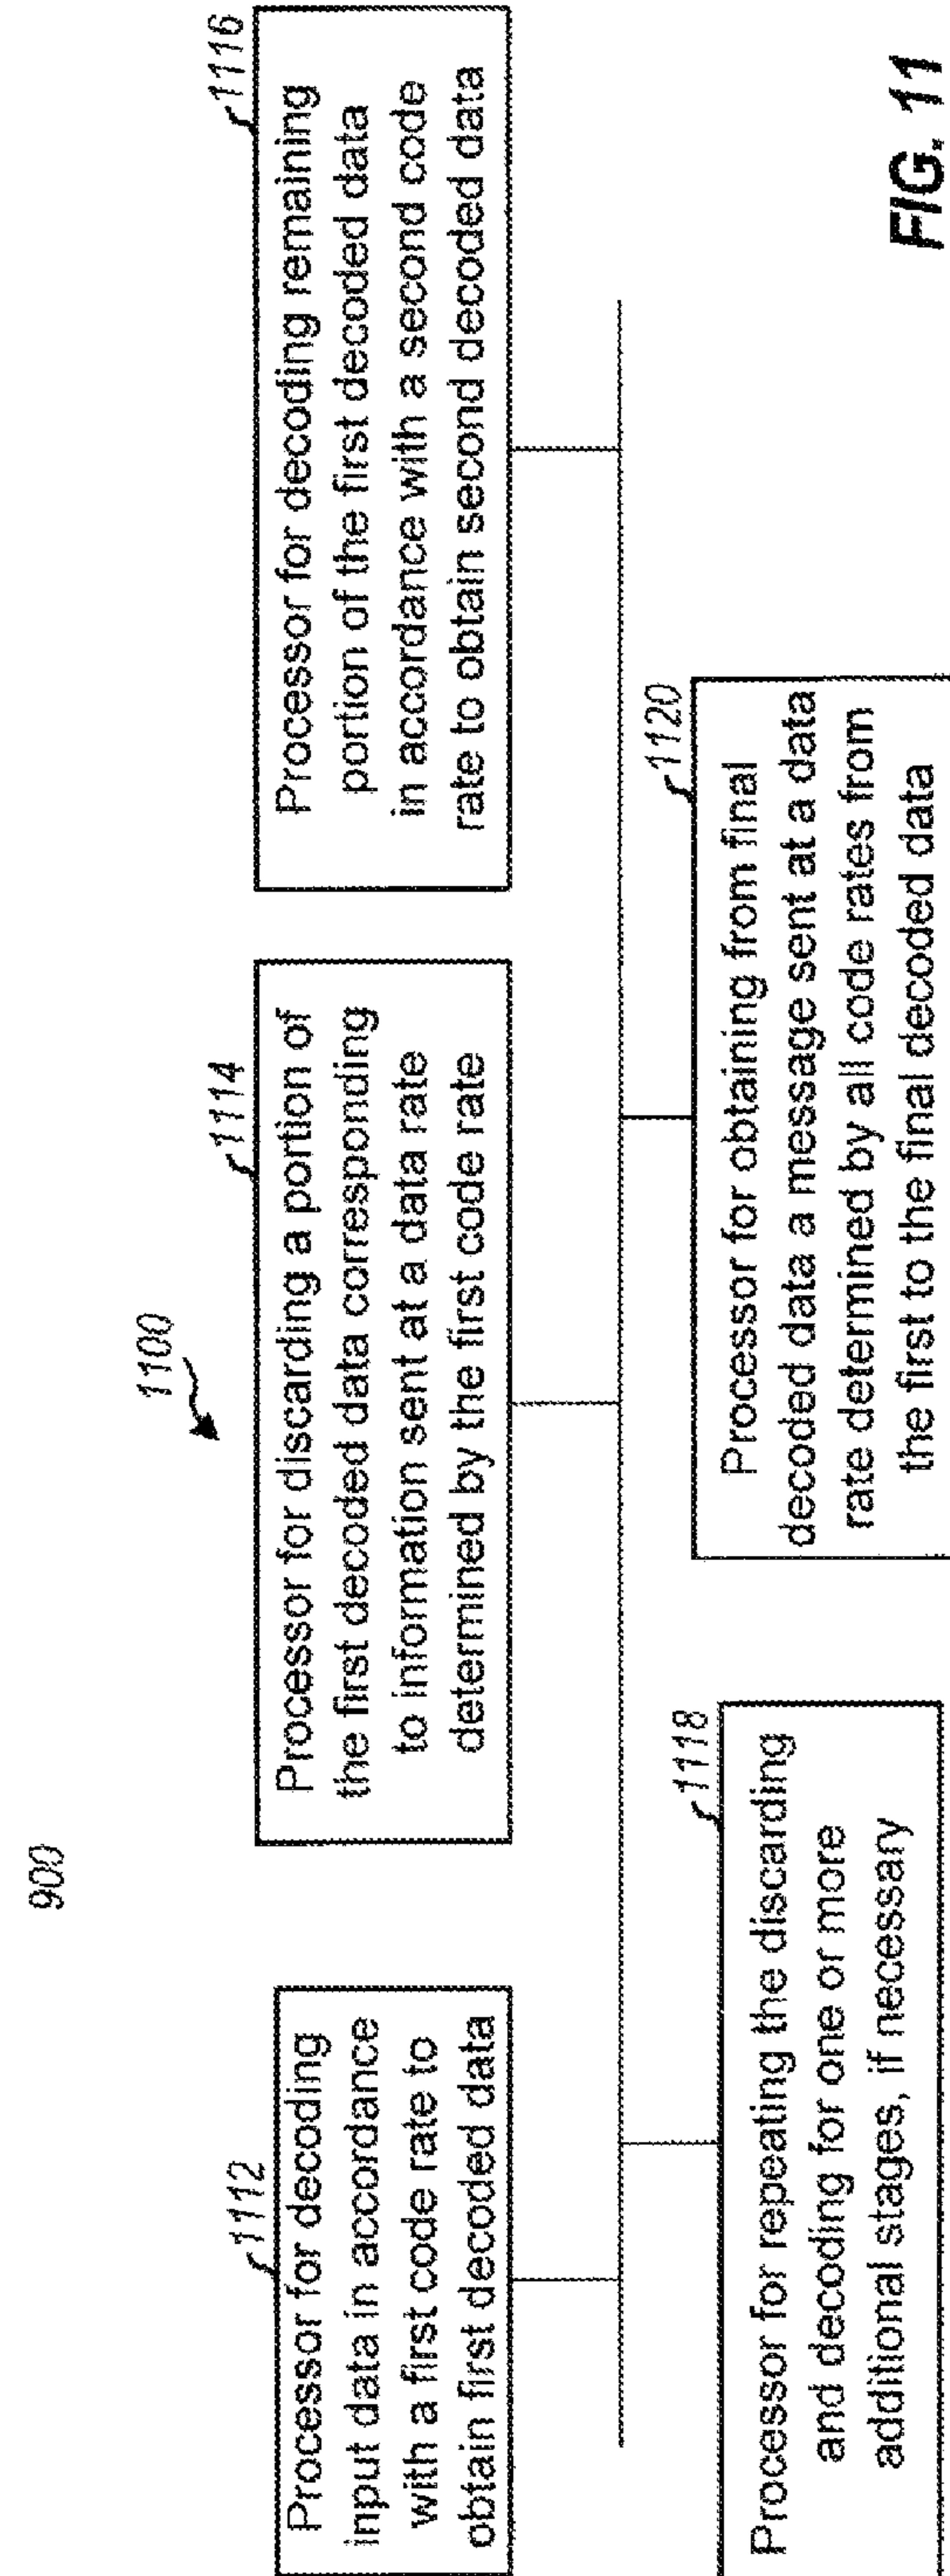 900
1100
1112
Processor for decoding
input data in accordance
with a first code rate to
obtain first decoded data
1114
Processor for discarding a portion of
the first decoded data corresponding
to information sent at a data rate
determined by the first code rate
1116
Processor for decoding remaining
portion of the first decoded data
in accordance with a second code
rate to obtain second decoded data
1118
Processor for repeating the discarding
and decoding for one or more
additional stages, if necessary
1120
Processor for obtaining from final
decoded data a message sent at a data
rate determined by all code rates from
the first to the final decoded data
FIG. 11